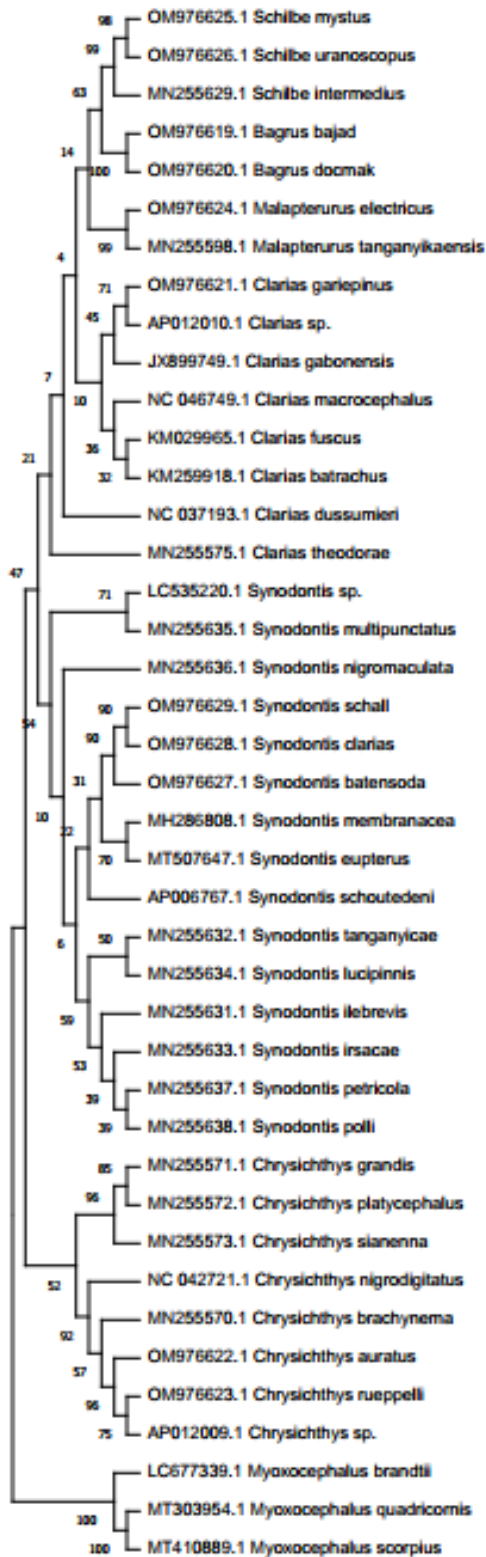 98
OM976625.1 Schilbe mystus
99
OM976626.1 Schilbe uranoscopus
63
MN255629.1 Schilbe intermedius
OM976619.1 Bagrus bajad
14
100
OM976620.1 Bagrus docmak
OM976624.1 Malapterurus electricus
99
MN255598.1 Malapterurus tanganyikaensis
4
71
OM976621.1 Clarias gariepinus
45
AP012010.1 Clarias sp.
JX899749.1 Clarias gabonensis
7
10
NC 046749.1 Clarias macrocephalus
36
KM029965.1 Clarias fuscus
21
32
KM259918.1 Clarias batrachus
NC 037193.1 Clarias dussumieri
MN255575.1 Clarias theodorae
47
71
LC535220.1 Synodontis sp.
MN255635.1 Synodontis multipunctatus
MN255636.1 Synodontis nigromaculata
54
90
OM976629.1 Synodontis schall
90
OM976628.1 Synodontis clarias
31
OM976627.1 Synodontis batensoda
10
22
MH286808.1 Synodontis membranacea
70
MT507647.1 Synodontis eupterus
AP006767.1 Synodontis schoutedeni
6
50
MN255632.1 Synodontis tanganyicae
MN255634.1 Synodontis lucipinnis
59
MN255631.1 Synodontis ilebrevis
53
MN255633.1 Synodontis irsacae
39
MN255637.1 Synodontis petricola
39
MN255638.1 Synodontis polli
85
MN255571.1 Chrysichthys grandis
96
MN255572.1 Chrysichthys platycephalus
MN255573.1 Chrysichthys sianenna
52
NC 042721.1 Chrysichthys nigrodigitatus
92
MN255570.1 Chrysichthys brachynema
57
OM976622.1 Chrysichthys auratus
96
OM976623.1 Chrysichthys rueppelli
75
AP012009.1 Chrysichthys sp.
LC677339.1 Myoxocephalus brandtii
100
MT303954.1 Myoxocephalus quadricornis
100
MT410889.1 Myoxocephalus scorpius